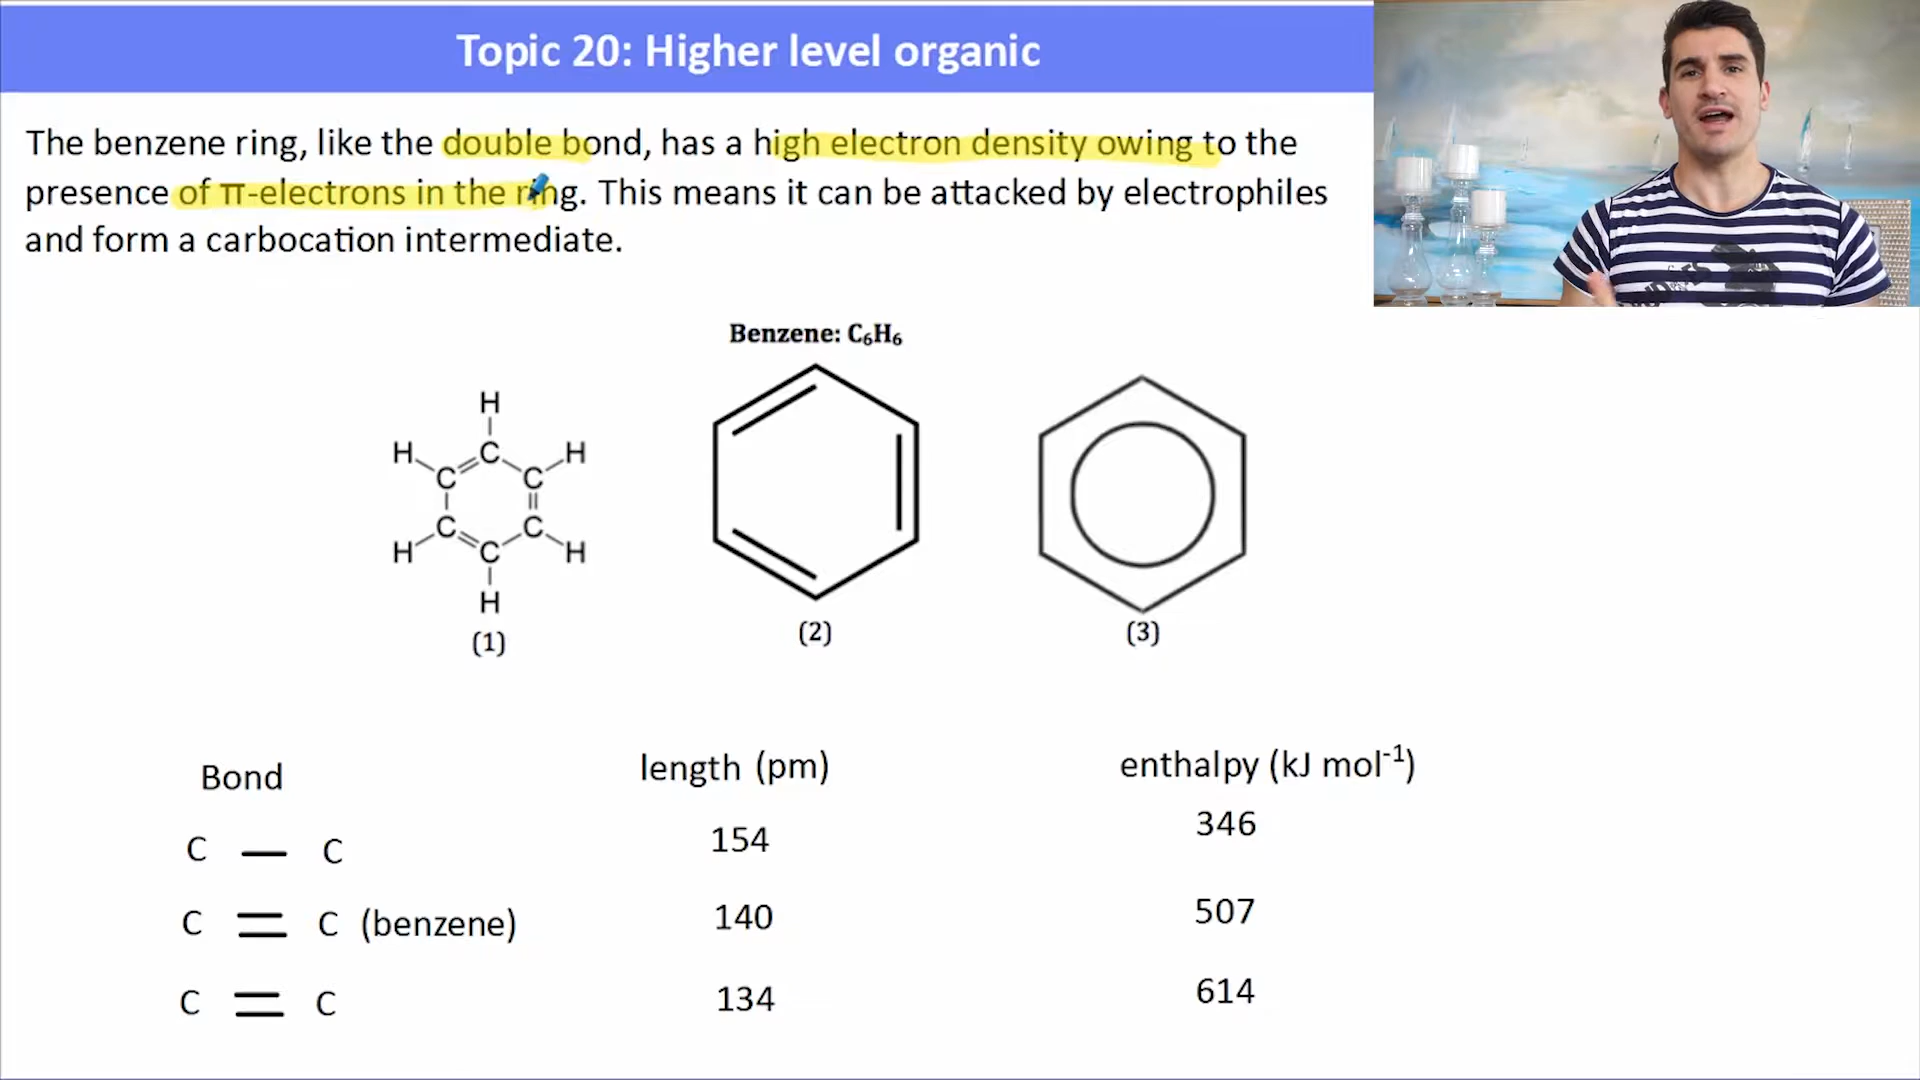 Topic 20: Higher level organic
The benzene ring, like the double bond, has a high electron density owing to the
presence of π-electrons in the ring. This means it can be attacked by electrophiles
and form a carbocation intermediate.
Benzene: C₆H₆
H
H C H
C C
C C
H C H
H
(1) (2) (3)
Bond length (pm) enthalpy (kJ mol⁻¹)
C — C 154 346
C = C (benzene) 140 507
C = C 134 614